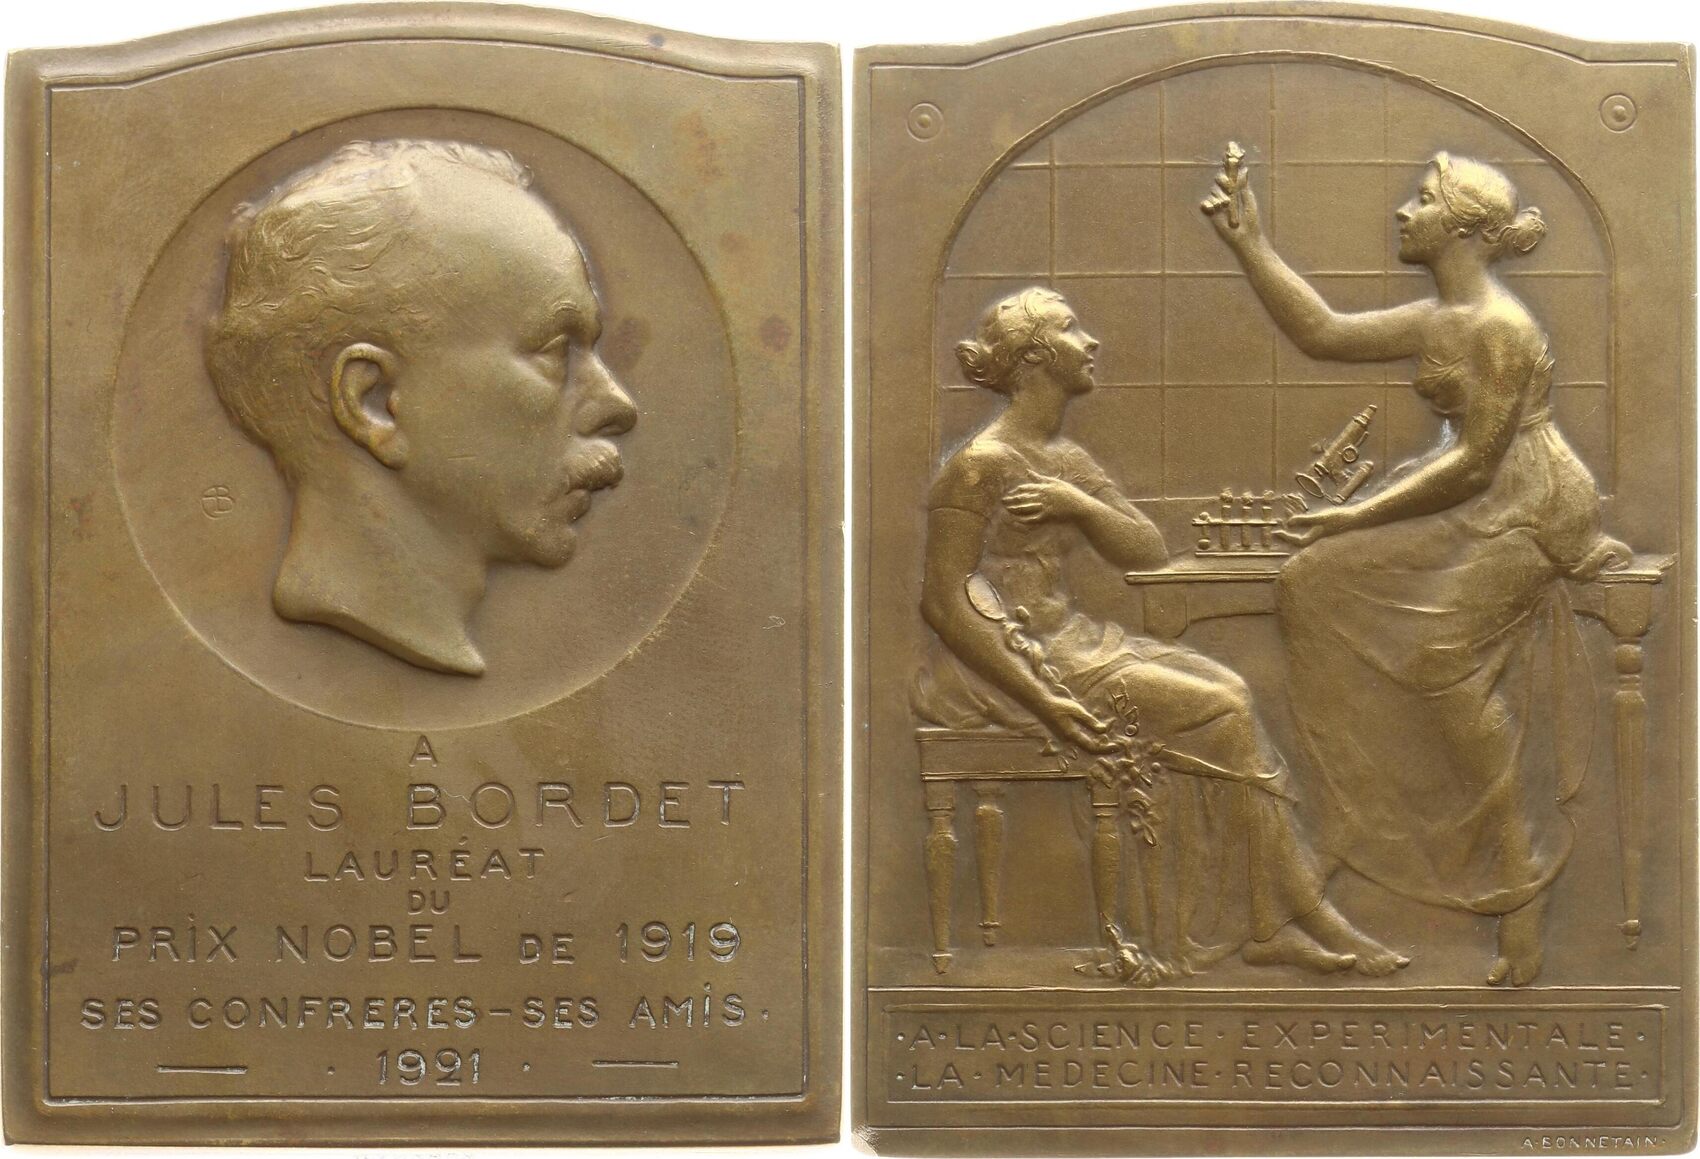 A
JULES BORDET
LAURÉAT
DU
PRIX NOBEL DE 1919
SES CONFRERES – SES AMIS.
· 1921 ·
·A·LA·SCIENCE·EXPERIMENTALE·
·LA·MEDECINE·RECONNAISSANTE·
A·BONNETAIN·